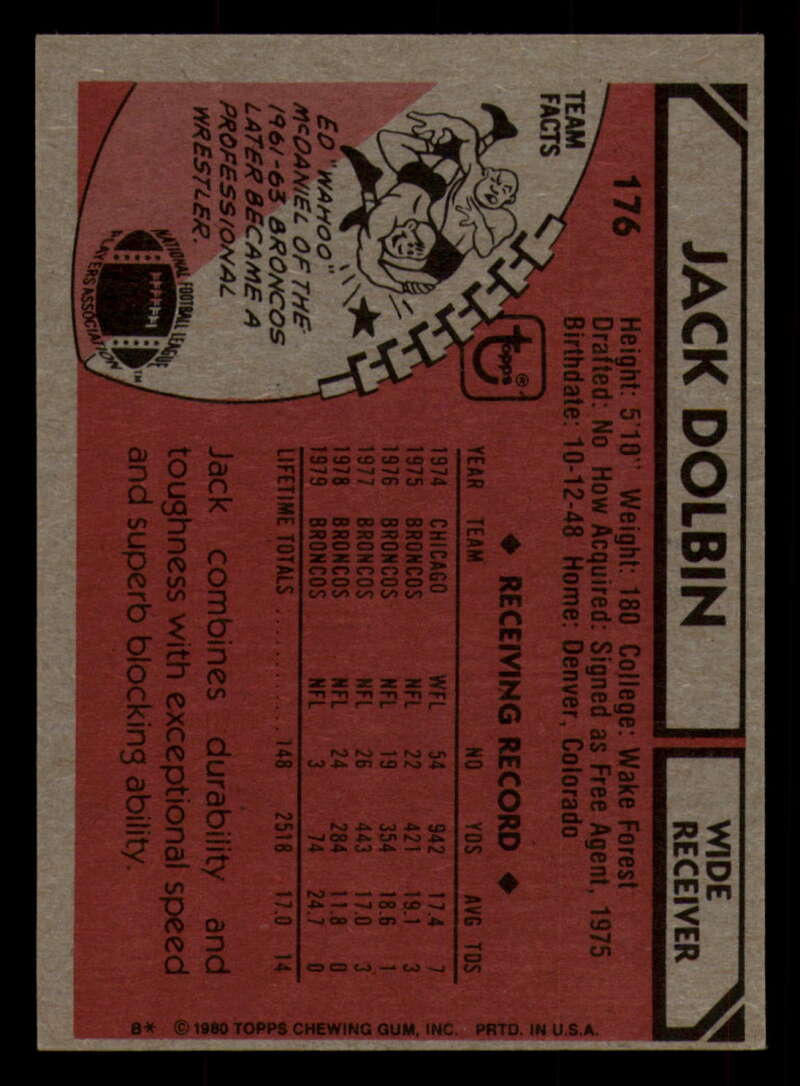 JACK DOLBIN
WIDE
RECEIVER
176
Height: 5'10" Weight: 180 College: Wake Forest
Drafted: No How Acquired: Signed as Free Agent, 1975
Birthdate: 10-12-48 Home: Denver, Colorado
TEAM
FACTS
ED "WAHOO"
McDANIEL OF THE
1961-63 BRONCOS
LATER BECAME A
PROFESSIONAL
WRESTLER.
NATIONAL FOOTBALL LEAGUE
PLAYERS ASSOCIATION™
topps®
◆ RECEIVING RECORD ◆
YEAR TEAM NO YDS AVG TDS
1974 CHICAGO WFL 54 942 17.4 7
1975 BRONCOS NFL 22 421 19.1 3
1976 BRONCOS NFL 19 354 18.6 1
1977 BRONCOS NFL 26 443 17.0 3
1978 BRONCOS NFL 24 284 11.8 0
1979 BRONCOS NFL 3 74 24.7 0
LIFETIME TOTALS .......... 148 2518 17.0 14
Jack combines durability and
toughness with exceptional speed
and superb blocking ability.
B* © 1980 TOPPS CHEWING GUM, INC. PRTD. IN U.S.A.